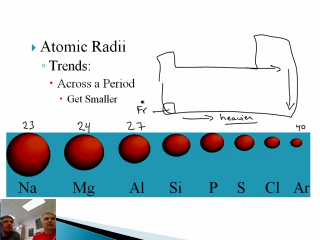 Atomic Radii
Trends:
Across a Period
Get Smaller
Fr
heavier
23 24 27 40
Na Mg Al Si P S Cl Ar